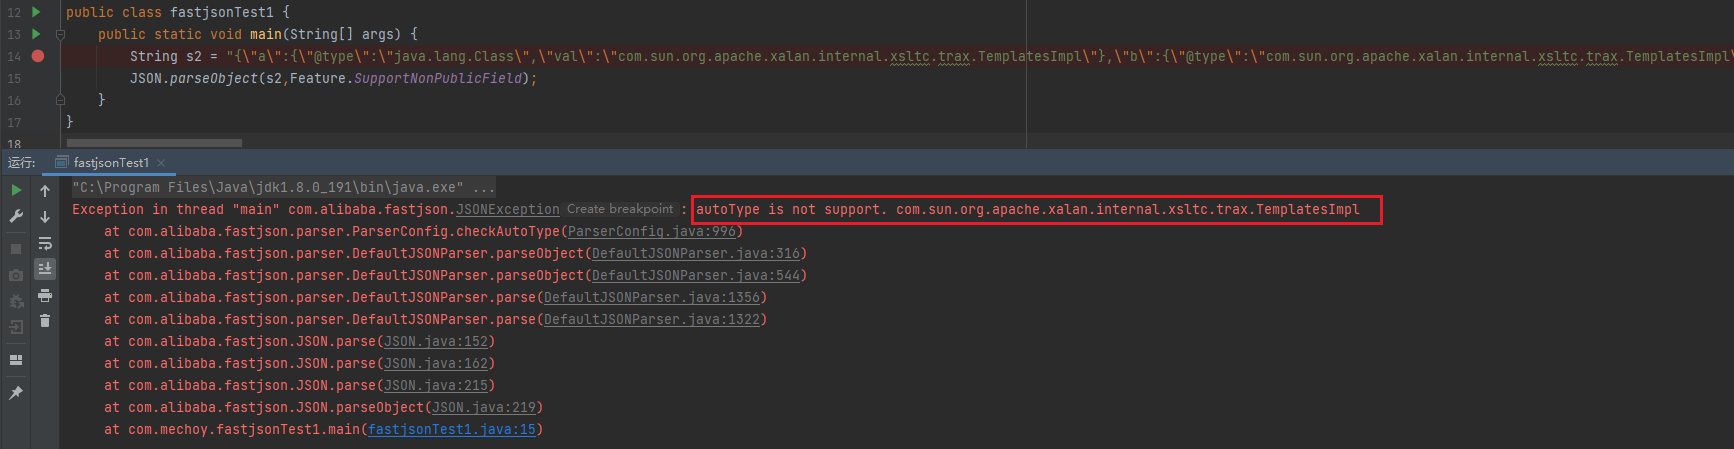 12 public class fastjsonTest1 {
13 public static void main(String[] args) {
14 String s2 = "{\"a\":{\"@type\":\"java.lang.Class\",\"val\":\"com.sun.org.apache.xalan.internal.xsltc.trax.TemplatesImpl\"},\"b\":{\"@type\":\"com.sun.org.apache.xalan.internal.xsltc.trax.TemplatesImpl\
15 JSON.parseObject(s2,Feature.SupportNonPublicField);
16 }
17 }
18
运行: fastjsonTest1 ×
"C:\Program Files\Java\jdk1.8.0_191\bin\java.exe" ...
Exception in thread "main" com.alibaba.fastjson.JSONException Create breakpoint : autoType is not support. com.sun.org.apache.xalan.internal.xsltc.trax.TemplatesImpl
at com.alibaba.fastjson.parser.ParserConfig.checkAutoType(ParserConfig.java:996)
at com.alibaba.fastjson.parser.DefaultJSONParser.parseObject(DefaultJSONParser.java:316)
at com.alibaba.fastjson.parser.DefaultJSONParser.parseObject(DefaultJSONParser.java:544)
at com.alibaba.fastjson.parser.DefaultJSONParser.parse(DefaultJSONParser.java:1356)
at com.alibaba.fastjson.parser.DefaultJSONParser.parse(DefaultJSONParser.java:1322)
at com.alibaba.fastjson.JSON.parse(JSON.java:152)
at com.alibaba.fastjson.JSON.parse(JSON.java:162)
at com.alibaba.fastjson.JSON.parse(JSON.java:215)
at com.alibaba.fastjson.JSON.parseObject(JSON.java:219)
at com.mechoy.fastjsonTest1.main(fastjsonTest1.java:15)